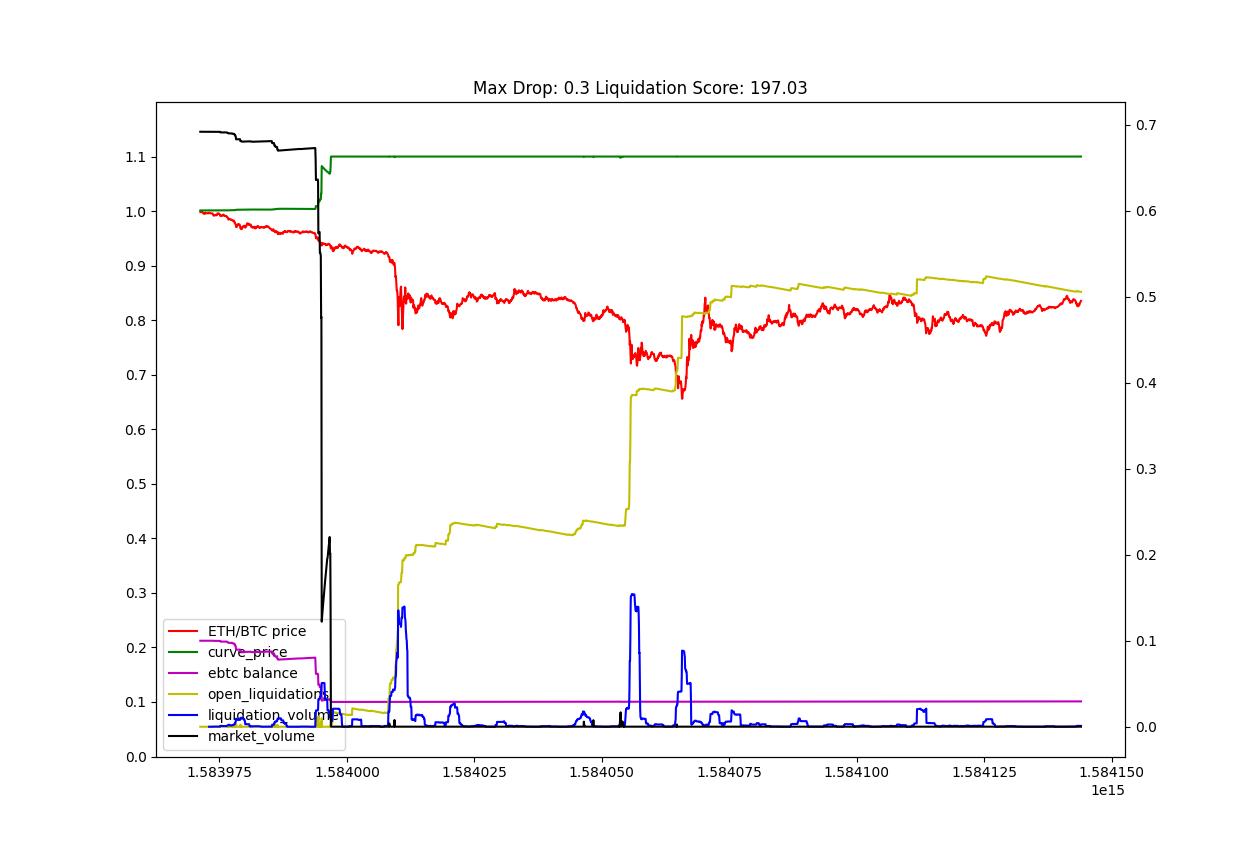 Max Drop: 0.3 Liquidation Score: 197.03
1.1
1.0
0.9
0.8
0.7
0.6
0.5
0.4
0.3
0.2
0.1
0.0
0.7
0.6
0.5
0.4
0.3
0.2
0.1
0.0
ETH/BTC price
curve_price
ebtc balance
open_liquidations
liquidation_volume
market_volume
1.583975 1.584000 1.584025 1.584050 1.584075 1.584100 1.584125 1.584150
1e15